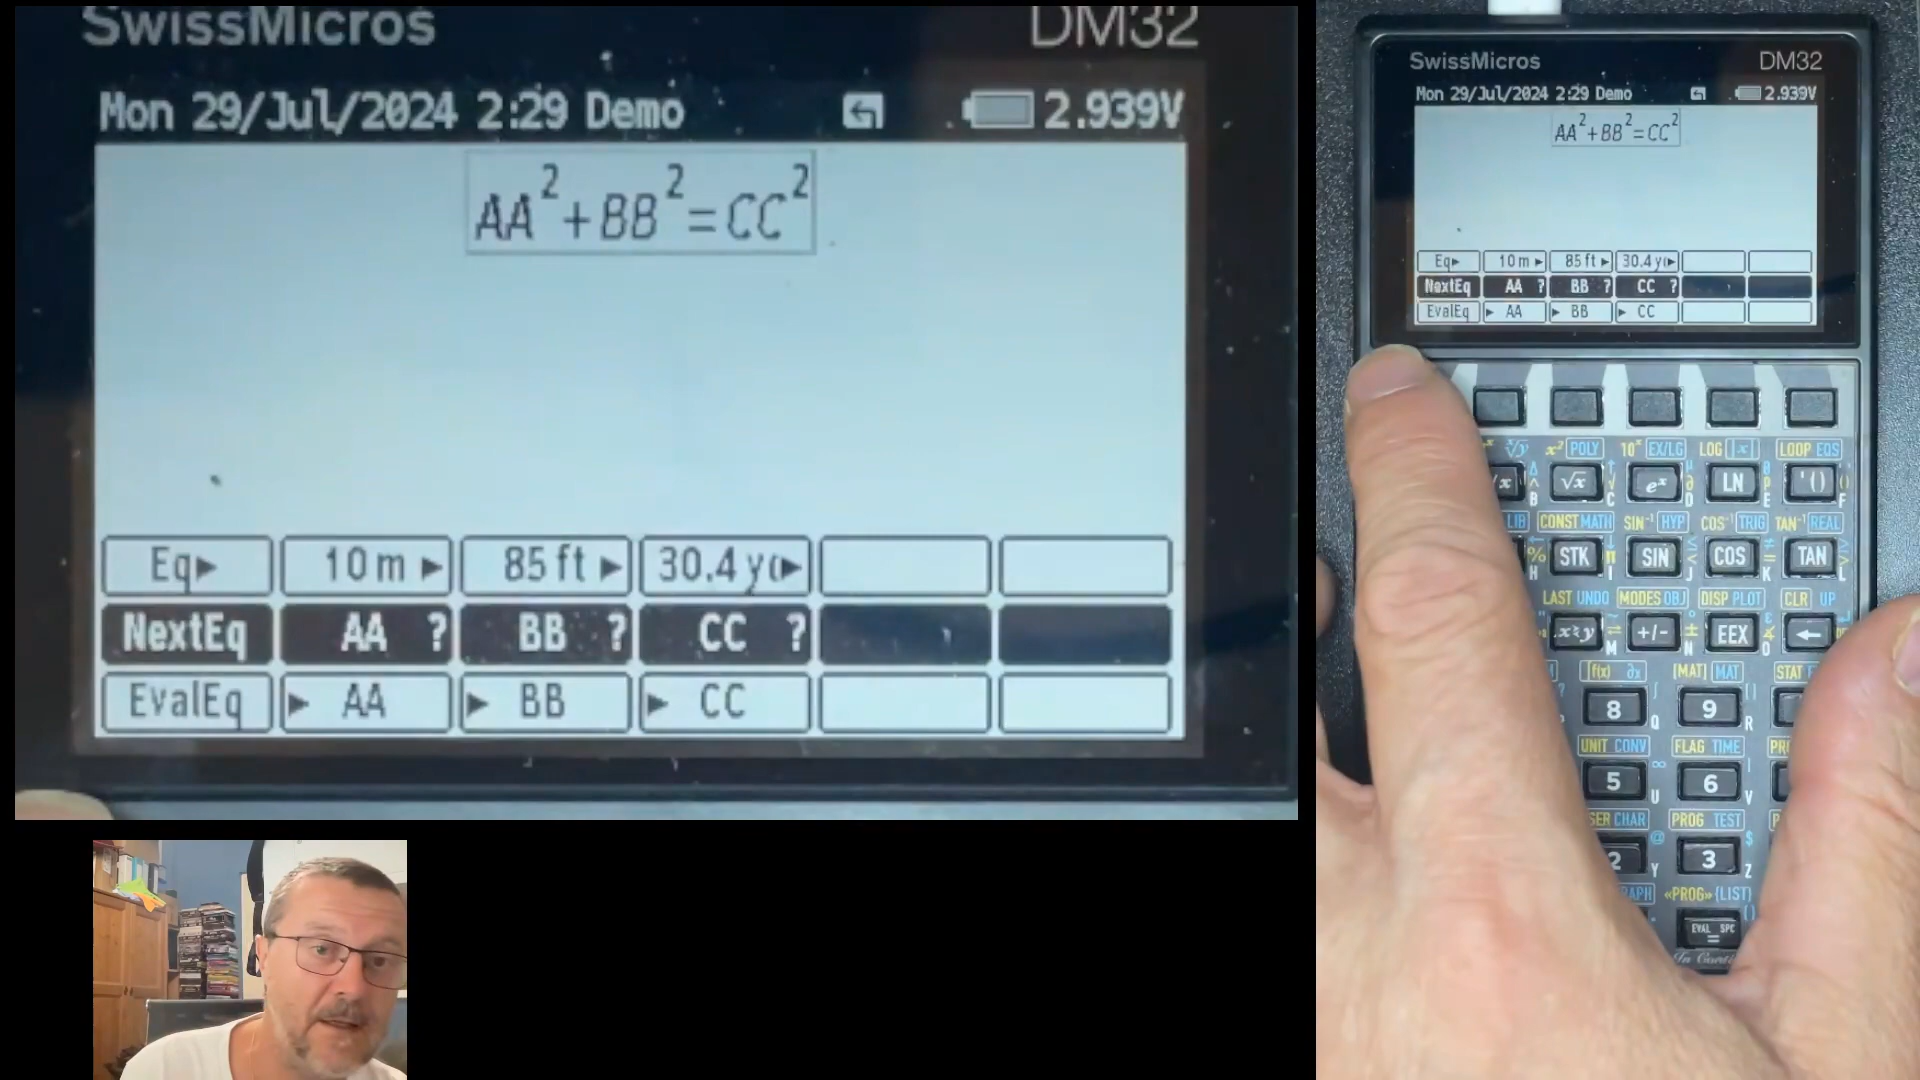 SwissMicros DM32
Mon 29/Jul/2024 2:29 Demo 2.939V
AA²+BB²=CC²
Eq▸ 10 m ▸ 85 ft ▸ 30.4 y ▸
NextEq AA ? BB ? CC ?
EvalEq ▸ AA ▸ BB ▸ CC
SwissMicros DM32
Mon 29/Jul/2024 2:29 Demo 2.939V
AA²+BB²=CC²
Eq▸ 10 m ▸ 85 ft ▸ 30.4 y ▸
NextEq AA ? BB ? CC ?
EvalEq ▸ AA ▸ BB ▸ CC
ˣ√y x² POLY 10ˣ EX/LG LOG |x| LOOP EQS
√x eˣ LN '()
B C D E F
LIB CONST MATH SIN⁻¹ HYP COS⁻¹ TRIG TAN⁻¹ REAL
% STK SIN COS TAN
H I J K L
LAST UNDO MODES OBJ DISP PLOT CLR UP
x≷y +/- EEX ←
M N O
f(x) ∂x [MAT] MAT STAT
8 9
Q R
UNIT CONV FLAG TIME
5 6
U V
CHAR PROG TEST
2 3
Y Z
«PROG» {LIST}
EVAL SPC
=